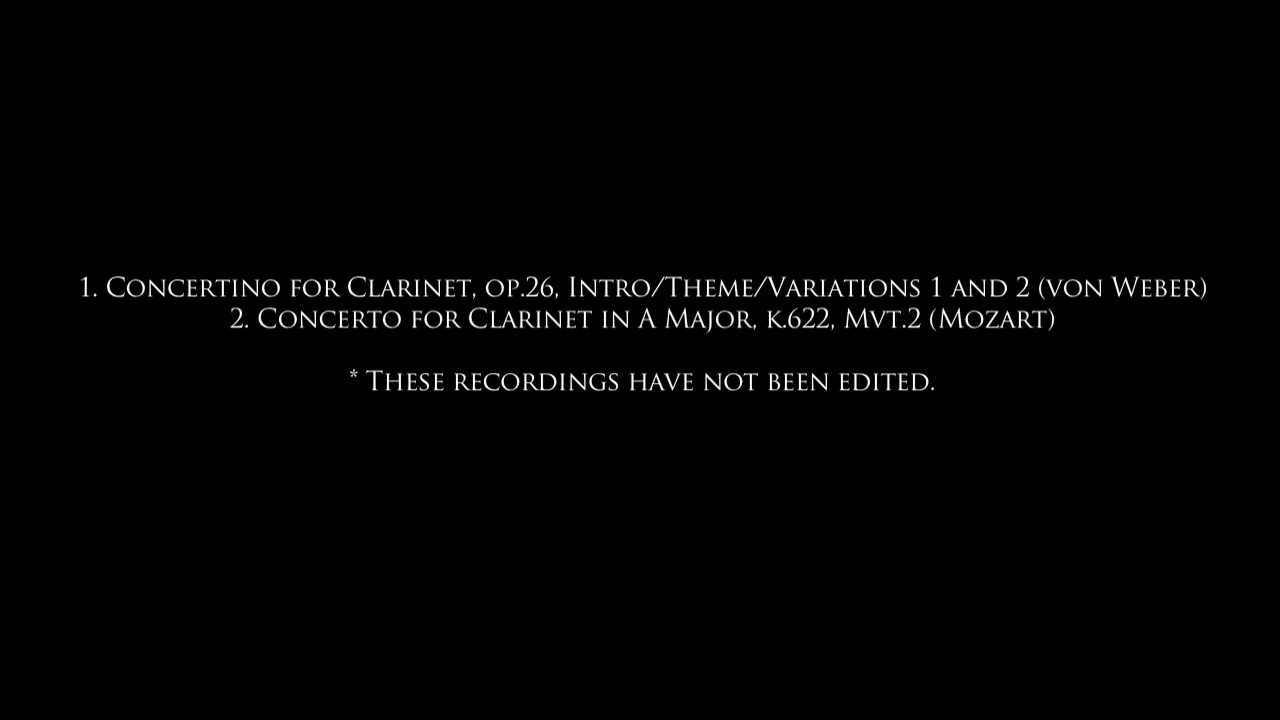 1. Concertino for Clarinet, op.26, Intro/Theme/Variations 1 and 2 (von Weber)
2. Concerto for Clarinet in A Major, k.622, Mvt.2 (Mozart)
* These recordings have not been edited.